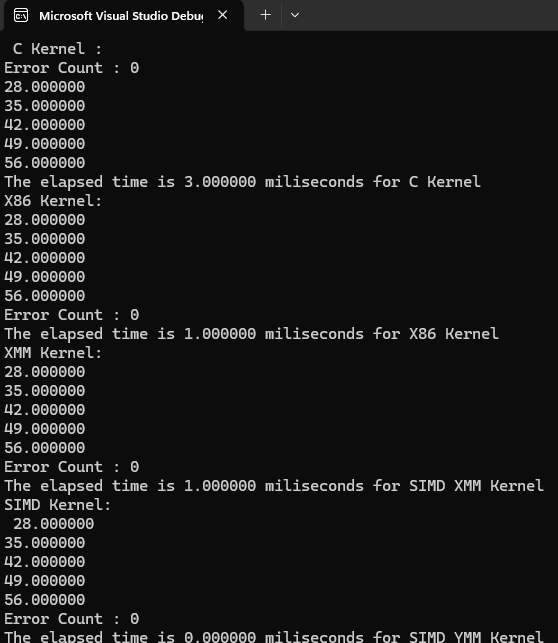 Microsoft Visual Studio Debug
C Kernel :
Error Count : 0
28.000000
35.000000
42.000000
49.000000
56.000000
The elapsed time is 3.000000 miliseconds for C Kernel
X86 Kernel:
28.000000
35.000000
42.000000
49.000000
56.000000
Error Count : 0
The elapsed time is 1.000000 miliseconds for X86 Kernel
XMM Kernel:
28.000000
35.000000
42.000000
49.000000
56.000000
Error Count : 0
The elapsed time is 1.000000 miliseconds for SIMD XMM Kernel
SIMD Kernel:
28.000000
35.000000
42.000000
49.000000
56.000000
Error Count : 0
The elapsed time is 0.000000 miliseconds for SIMD YMM Kernel